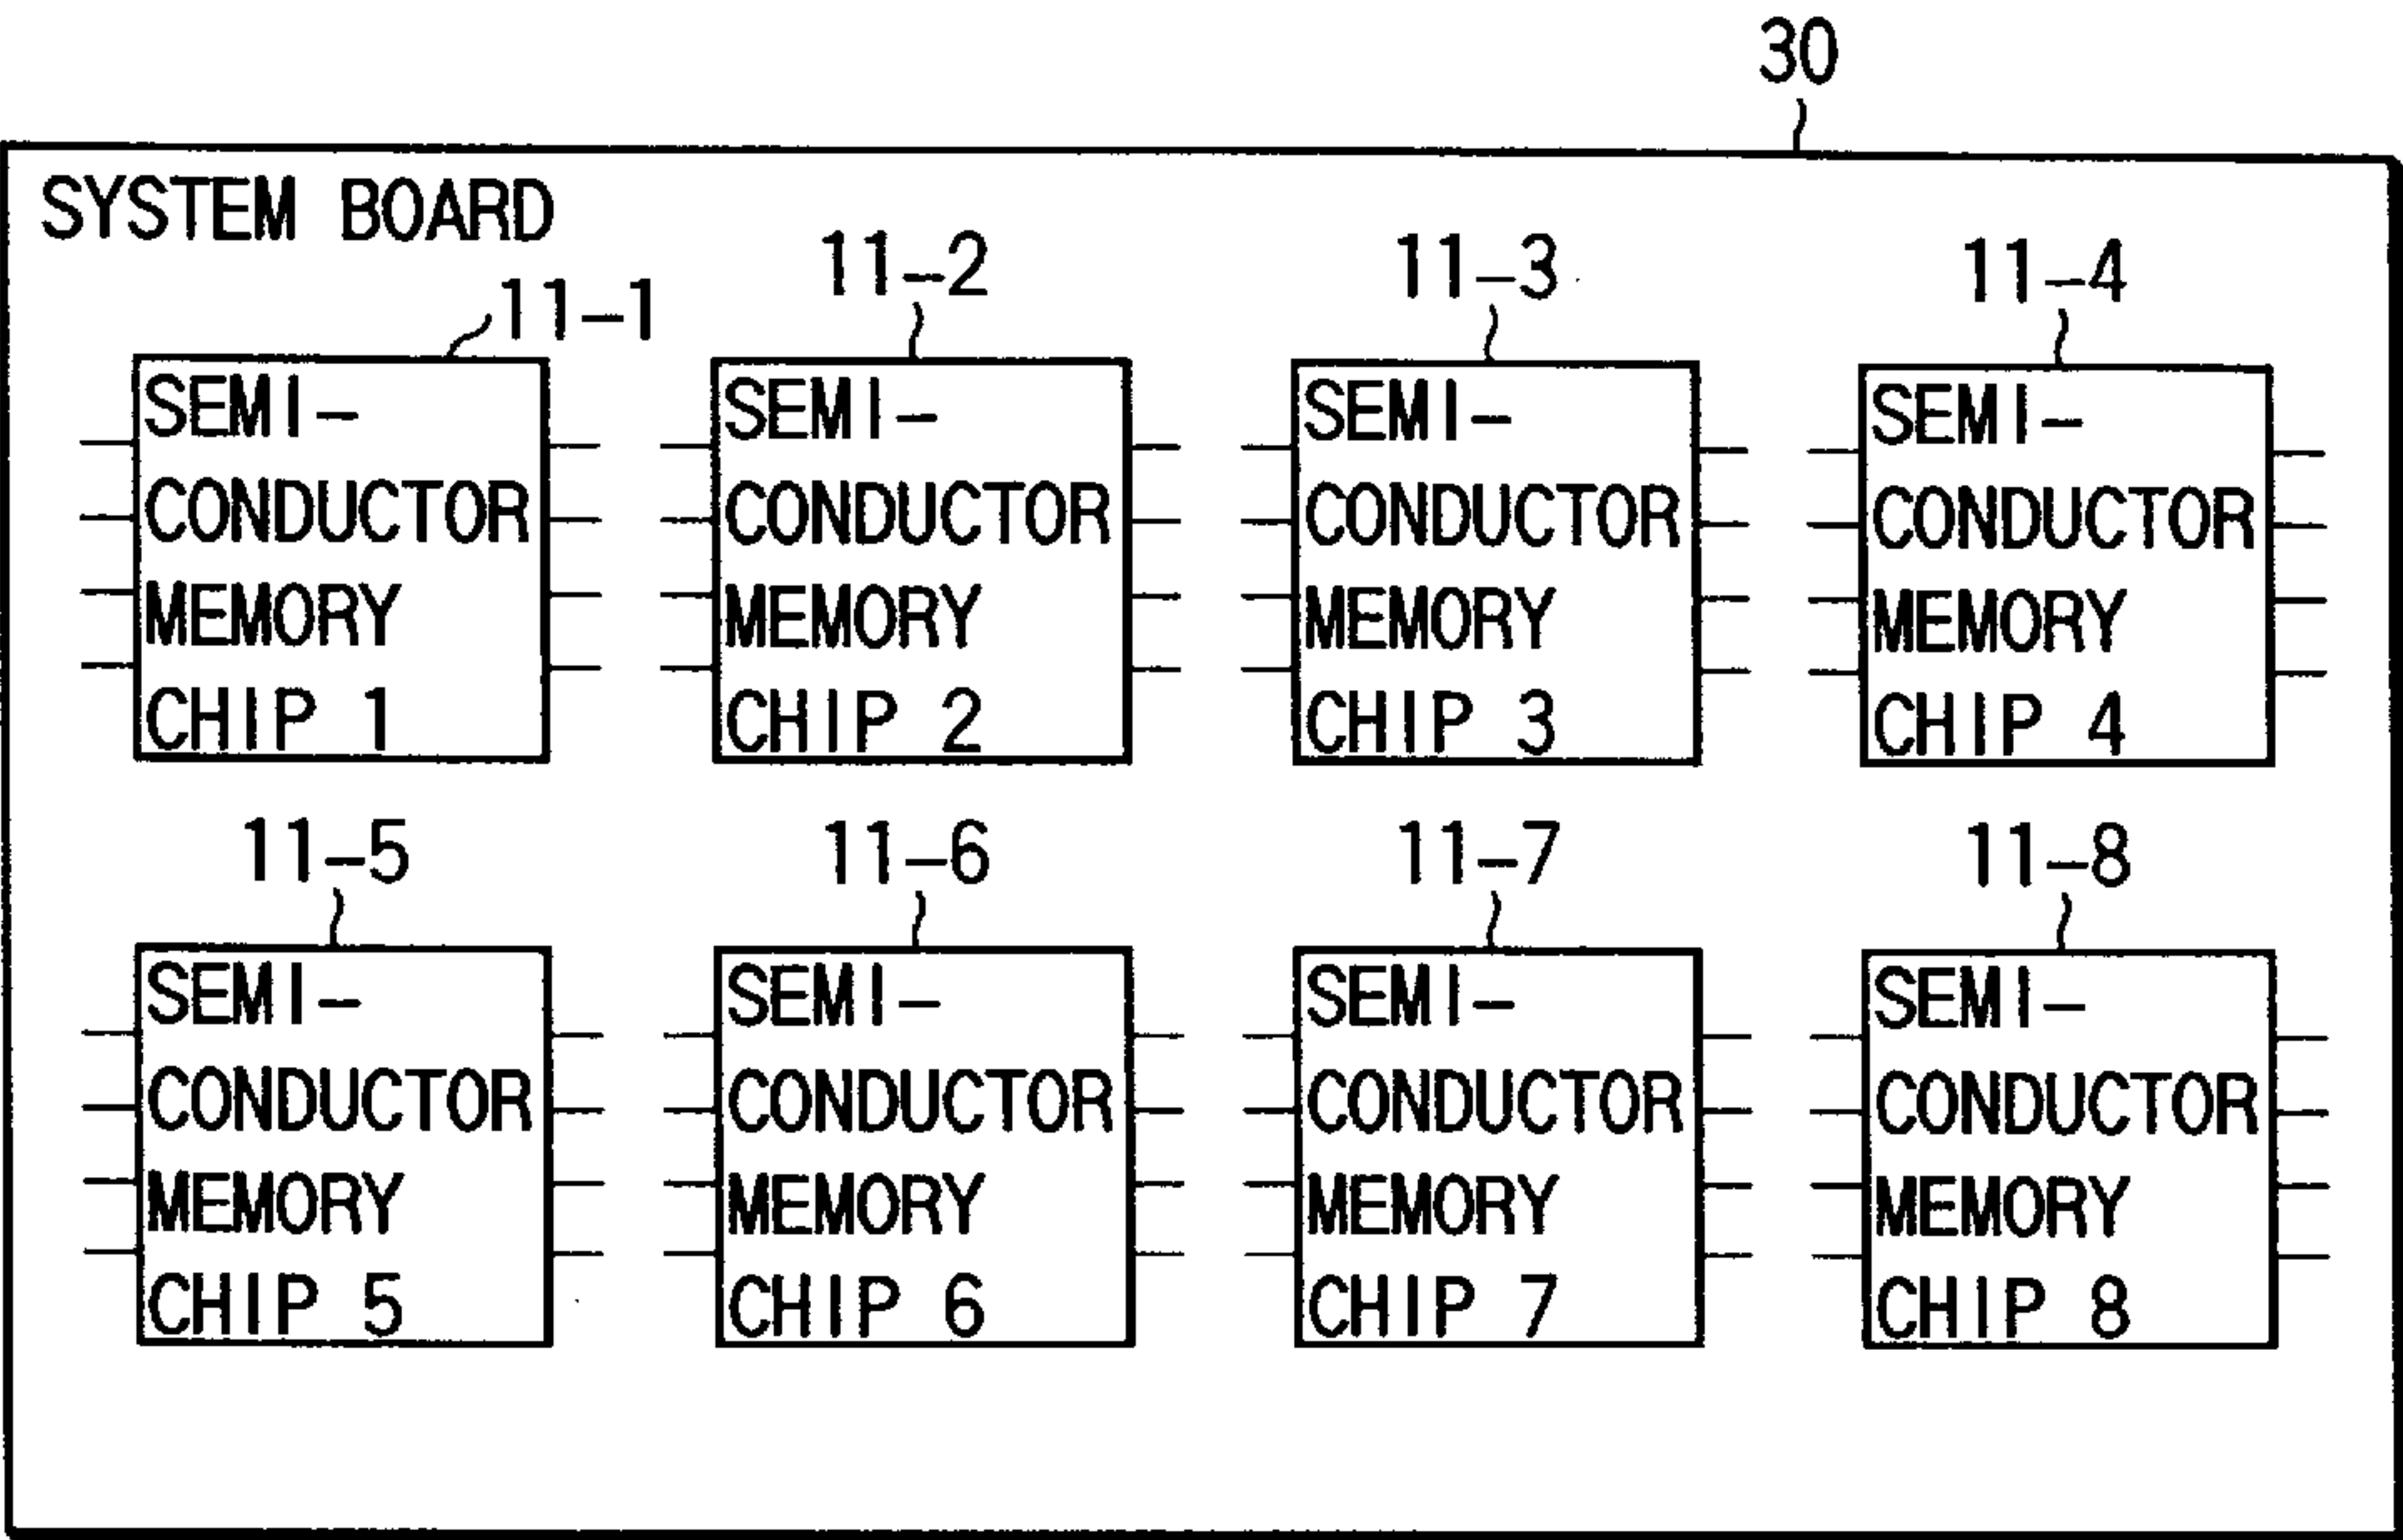 30
SYSTEM BOARD
11-1
11-2
11-3
11-4
SEMI-
CONDUCTOR
MEMORY
CHIP 1
SEMI-
CONDUCTOR
MEMORY
CHIP 2
SEMI-
CONDUCTOR
MEMORY
CHIP 3
SEMI-
CONDUCTOR
MEMORY
CHIP 4
11-5
11-6
11-7
11-8
SEMI-
CONDUCTOR
MEMORY
CHIP 5
SEMI-
CONDUCTOR
MEMORY
CHIP 6
SEMI-
CONDUCTOR
MEMORY
CHIP 7
SEMI-
CONDUCTOR
MEMORY
CHIP 8